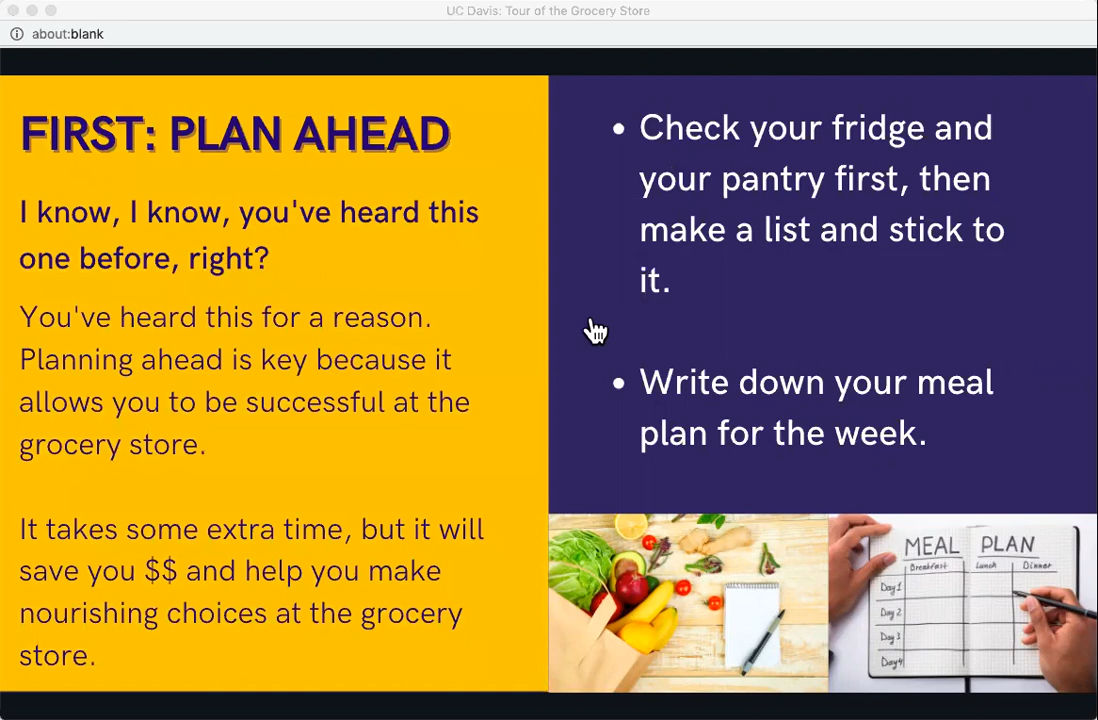 UC Davis: Tour of the Grocery Store
about:blank
FIRST: PLAN AHEAD
I know, I know, you've heard this
one before, right?
You've heard this for a reason.
Planning ahead is key because it
allows you to be successful at the
grocery store.
It takes some extra time, but it will
save you $$ and help you make
nourishing choices at the grocery
store.
• Check your fridge and
your pantry first, then
make a list and stick to
it.
• Write down your meal
plan for the week.
MEAL PLAN
Breakfast Lunch Dinner
Day 1
Day 2
Day 3
Day 4